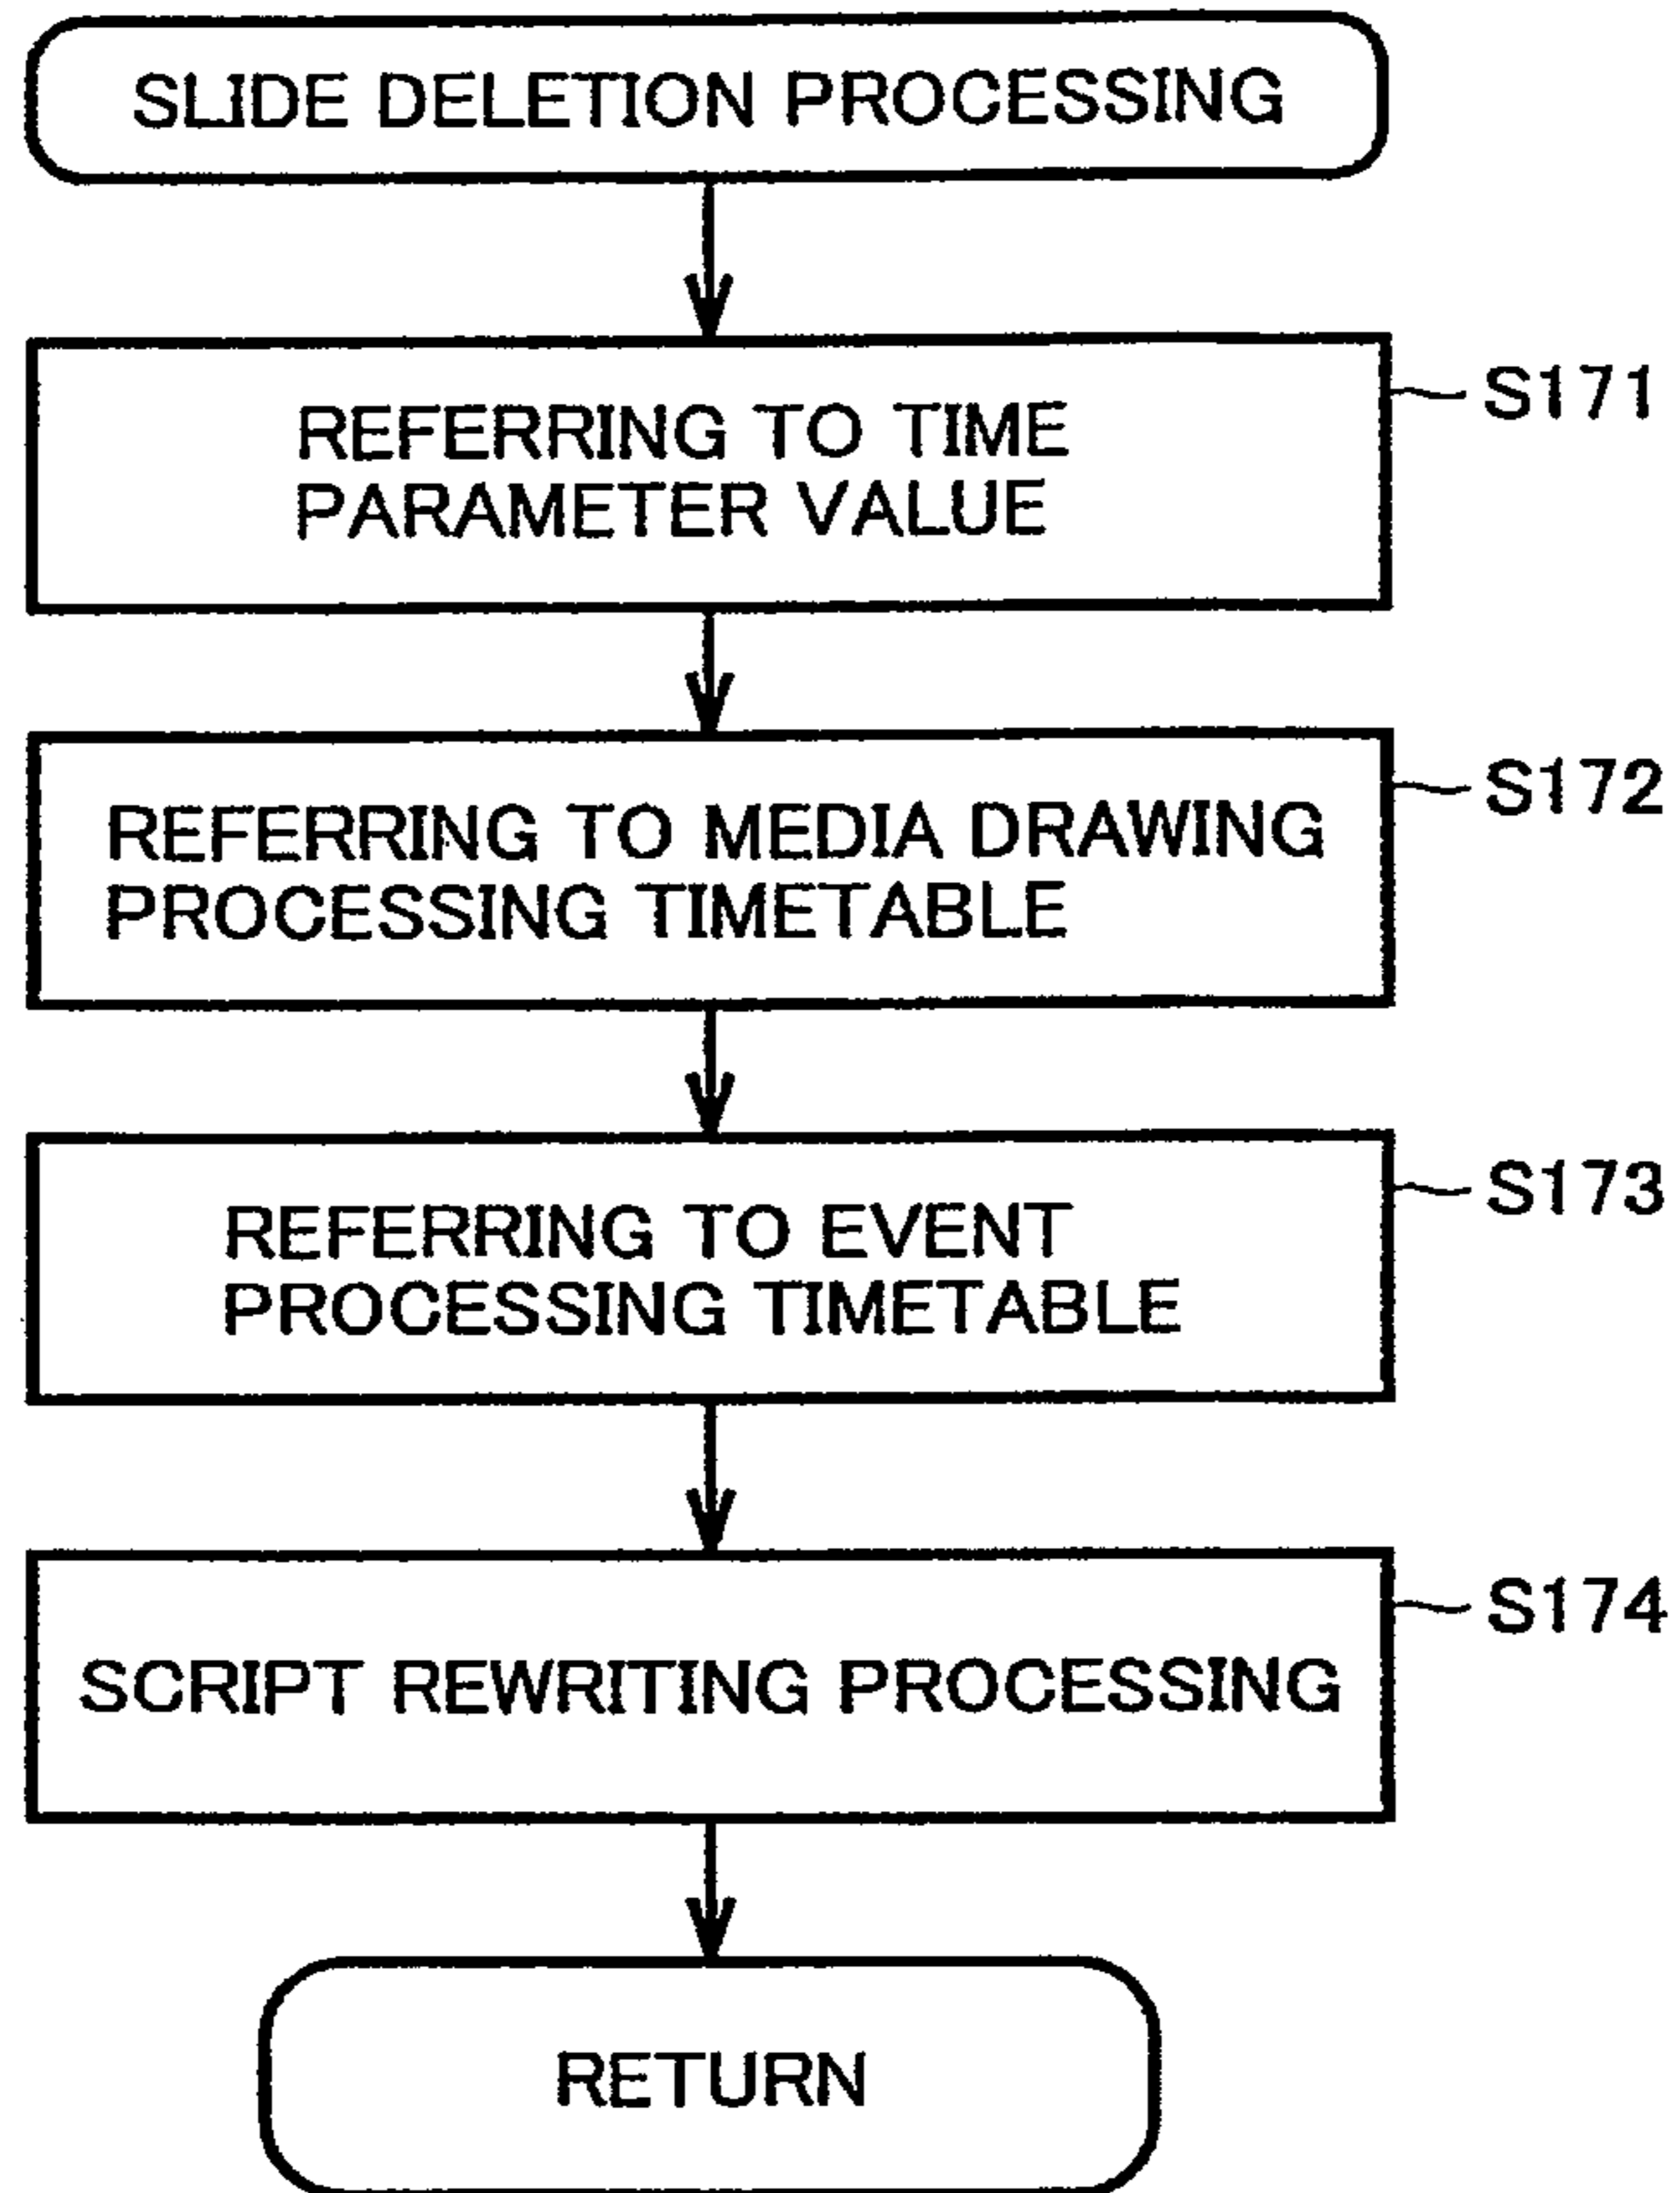 SLIDE DELETION PROCESSING
REFERRING TO TIME
PARAMETER VALUE
S171
REFERRING TO MEDIA DRAWING
PROCESSING TIMETABLE
S172
REFERRING TO EVENT
PROCESSING TIMETABLE
S173
SCRIPT REWRITING PROCESSING
S174
RETURN